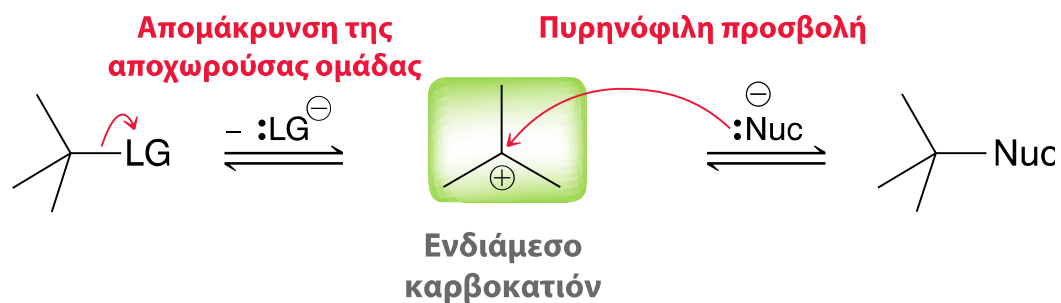 Απομάκρυνση της
αποχωρούσας ομάδας
Πυρηνόφιλη προσβολή
LG
– :LG⊖
⊕
⊖
:Nuc
Nuc
Ενδιάμεσο
καρβοκατιόν